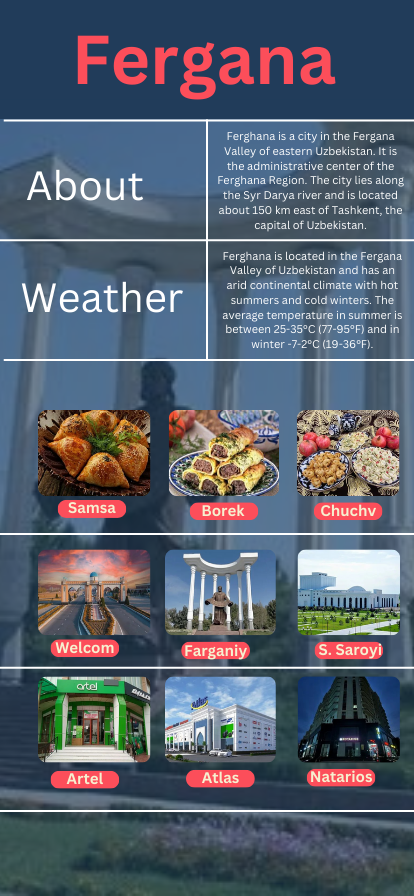 Fergana
About
Ferghana is a city in the Fergana
Valley of eastern Uzbekistan. It is
the administrative center of the
Ferghana Region. The city lies along
the Syr Darya river and is located
about 150 km east of Tashkent, the
capital of Uzbekistan.
Weather
Ferghana is located in the Fergana
Valley of Uzbekistan and has an
arid continental climate with hot
summers and cold winters. The
average temperature in summer is
between 25-35°C (77-95°F) and in
winter -7-2°C (19-36°F).
Samsa
Borek
Chuchv
Welcom
Farganiy
S. Saroyi
artel
Artel
Atlas
Natarios